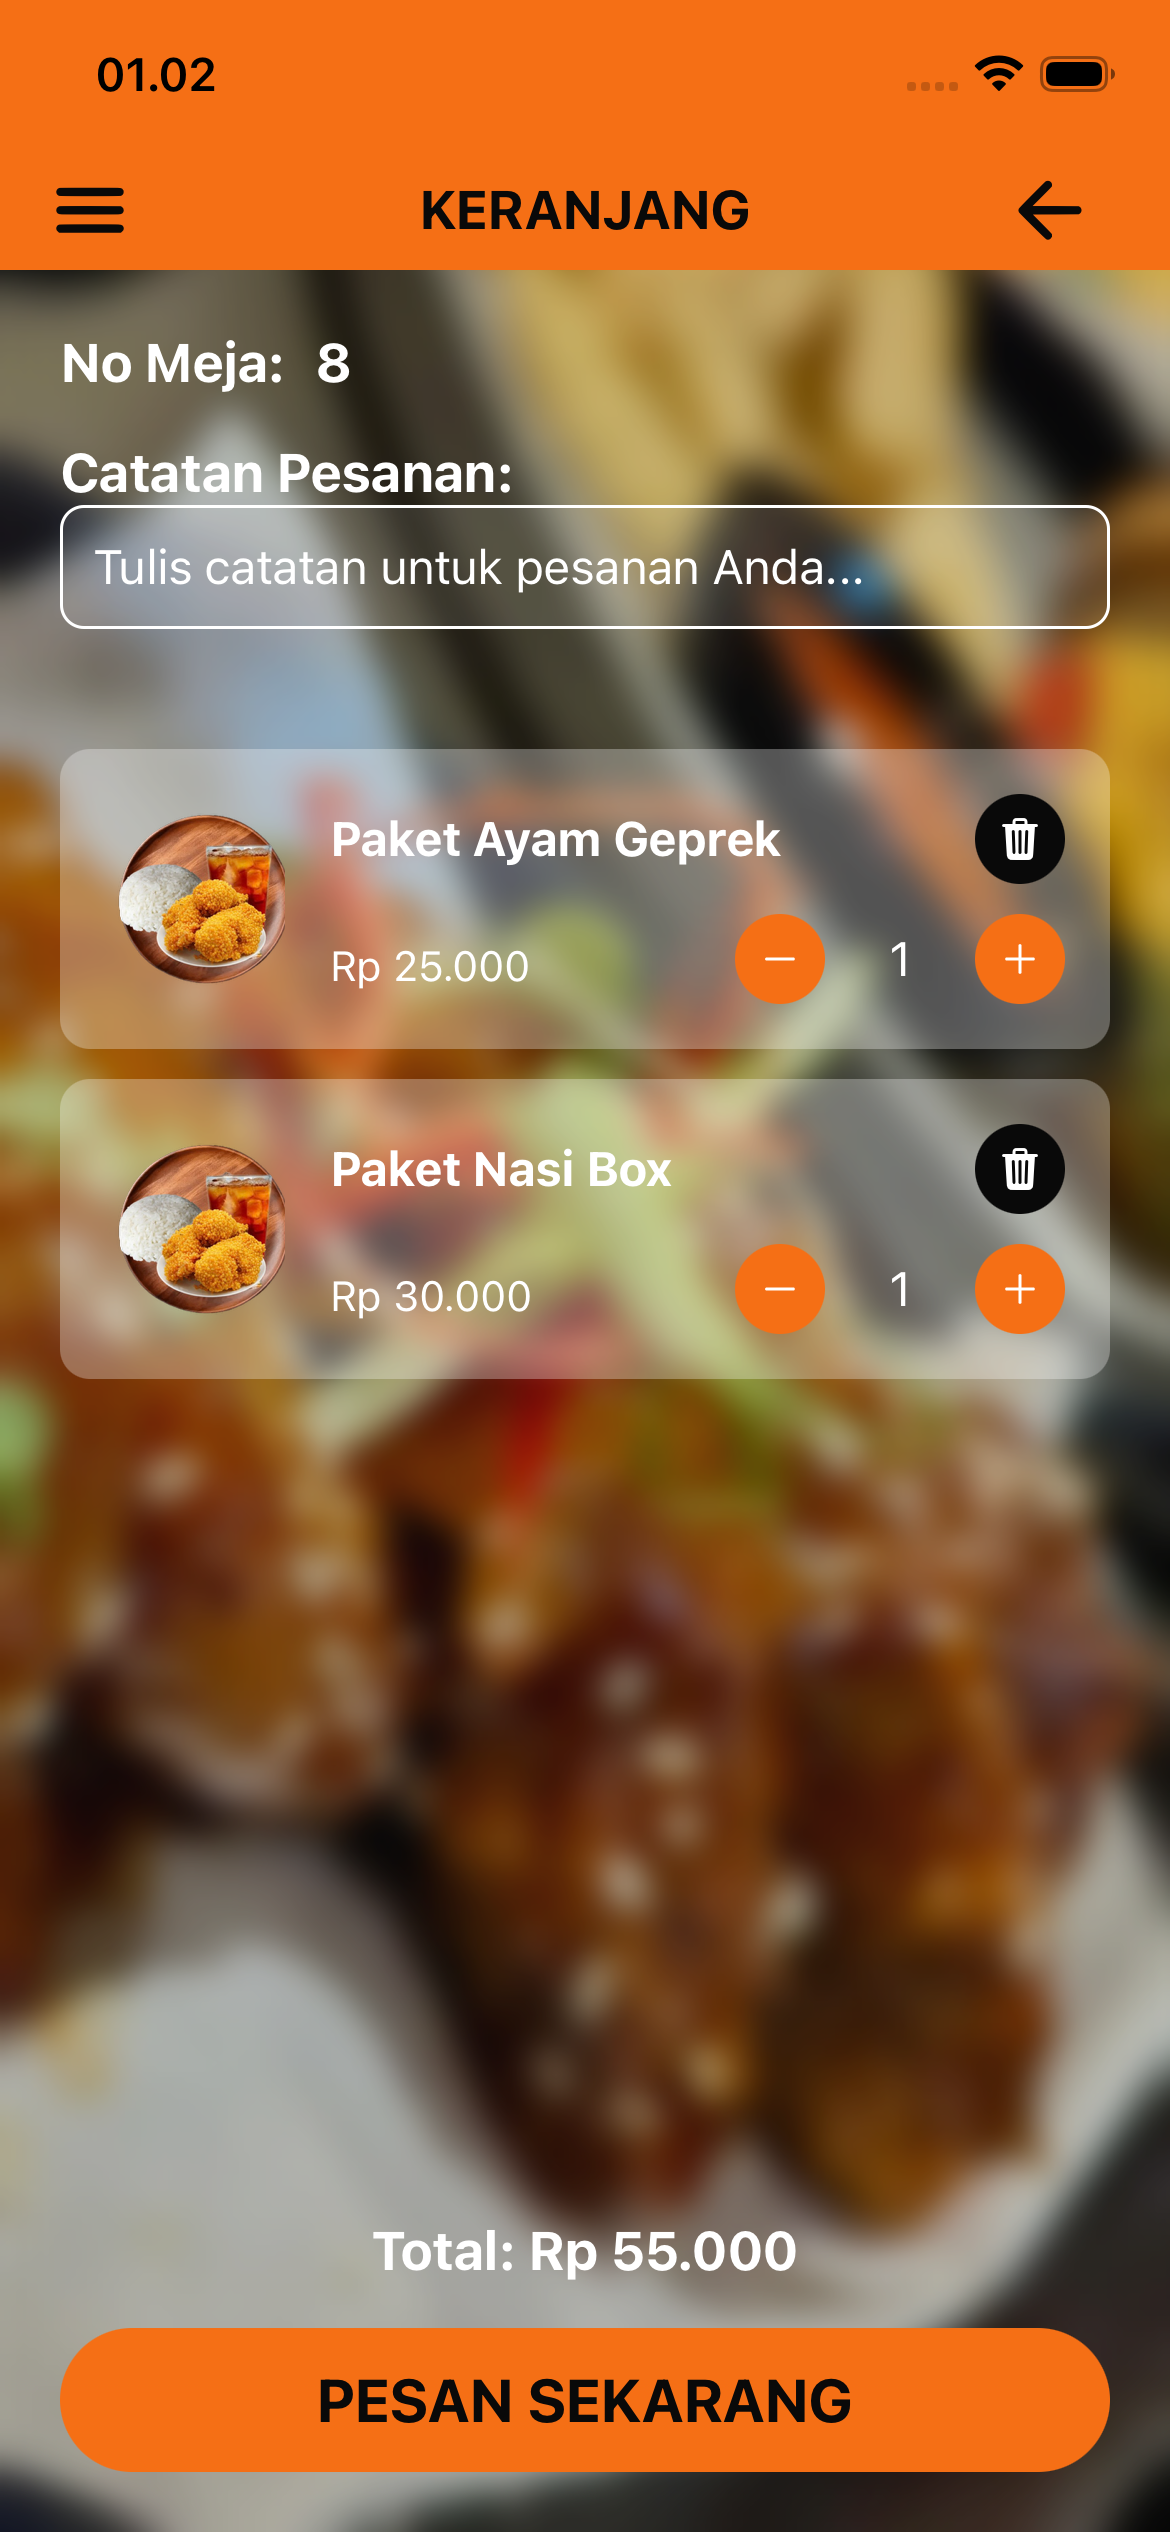 01.02
KERANJANG
No Meja: 8
Catatan Pesanan:
Tulis catatan untuk pesanan Anda...
Paket Ayam Geprek
Rp 25.000
1
Paket Nasi Box
Rp 30.000
1
Total: Rp 55.000
PESAN SEKARANG